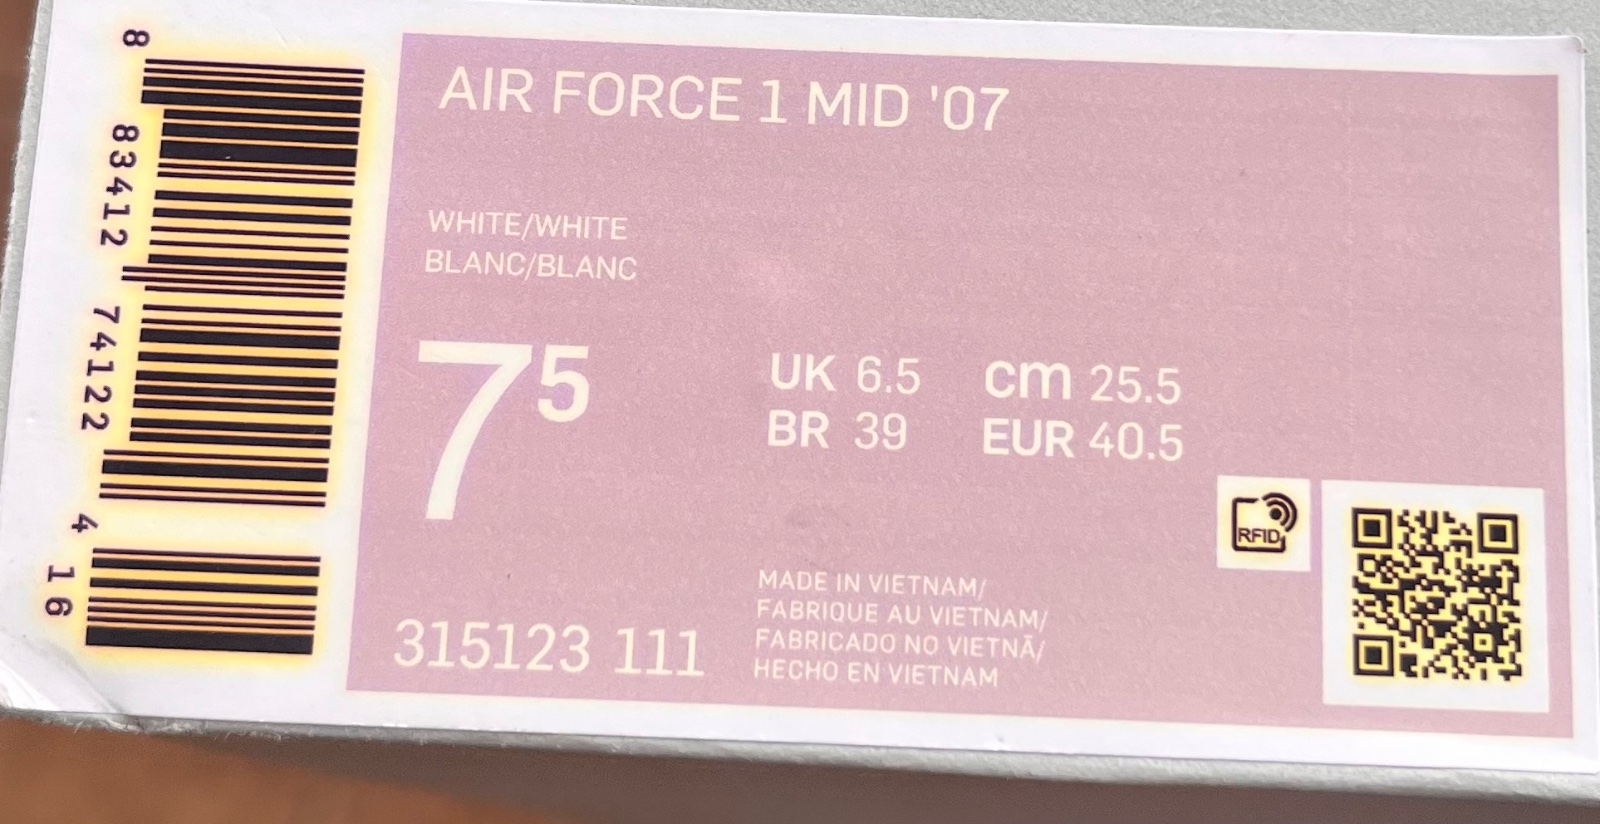 8 83412 74122 4 16
AIR FORCE 1 MID '07
WHITE/WHITE
BLANC/BLANC
7⁵
UK 6.5 cm 25.5
BR 39 EUR 40.5
RFID
315123 111
MADE IN VIETNAM/
FABRIQUE AU VIETNAM/
FABRICADO NO VIETNÃ/
HECHO EN VIETNAM